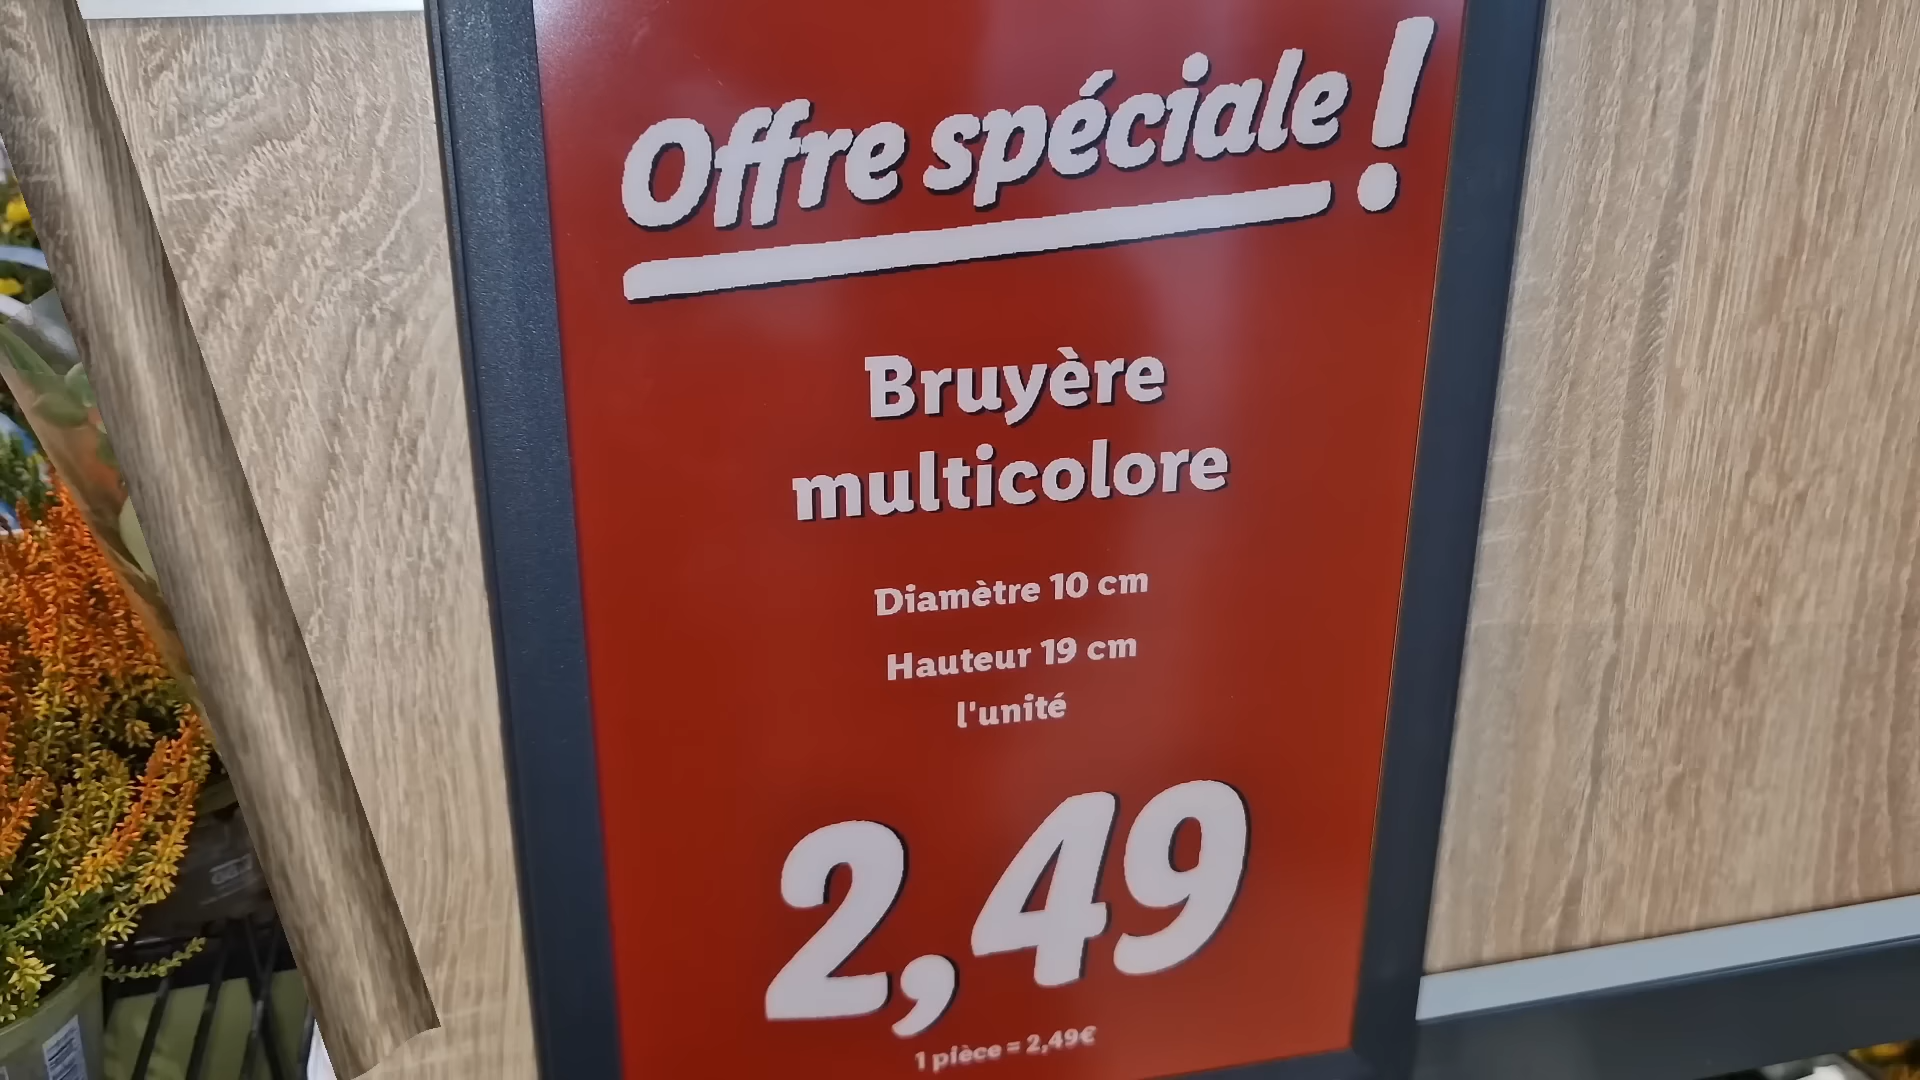 Offre spéciale !
Bruyère
multicolore
Diamètre 10 cm
Hauteur 19 cm
l'unité
2,49
1 pièce = 2,49€